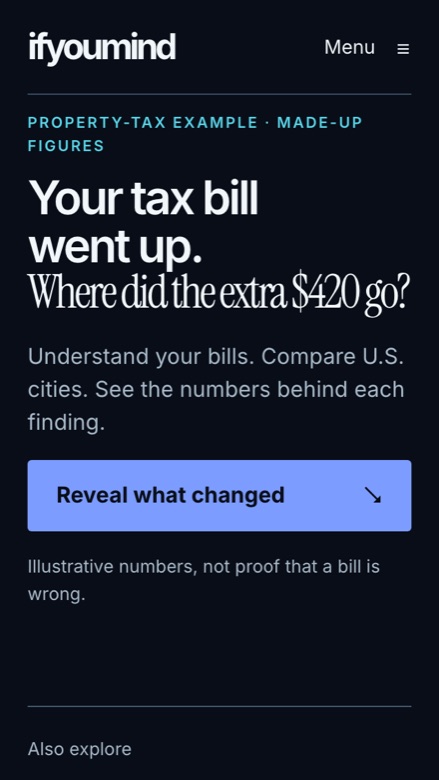 ifyoumind
Menu ≡
PROPERTY-TAX EXAMPLE · MADE-UP
FIGURES
Your tax bill
went up.
Where did the extra $420 go?
Understand your bills. Compare U.S.
cities. See the numbers behind each
finding.
Reveal what changed ↘
Illustrative numbers, not proof that a bill is
wrong.
Also explore